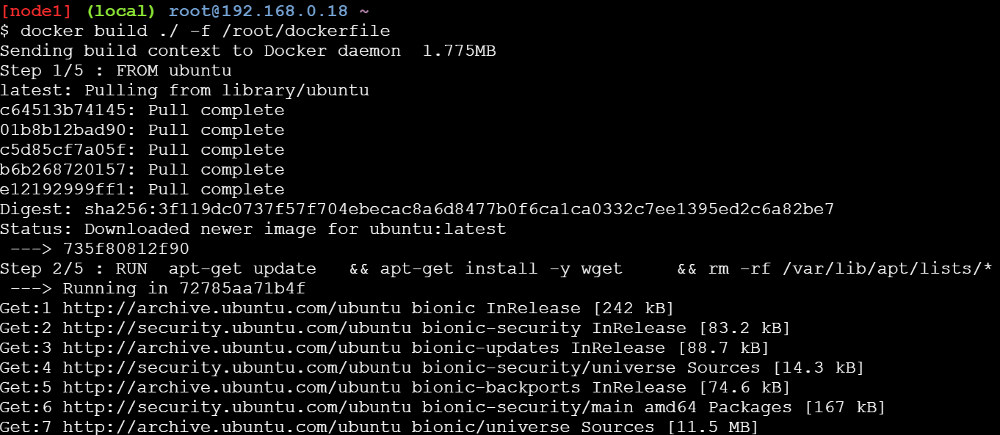 [node1] (local) root@192.168.0.18 ~
$ docker build ./ -f /root/dockerfile
Sending build context to Docker daemon  1.775MB
Step 1/5 : FROM ubuntu
latest: Pulling from library/ubuntu
c64513b74145: Pull complete
01b8b12bad90: Pull complete
c5d85cf7a05f: Pull complete
b6b268720157: Pull complete
e12192999ff1: Pull complete
Digest: sha256:3f119dc0737f57f704ebecac8a6d8477b0f6ca1ca0332c7ee1395ed2c6a82be7
Status: Downloaded newer image for ubuntu:latest
 ---> 735f80812f90
Step 2/5 : RUN  apt-get update   && apt-get install -y wget     && rm -rf /var/lib/apt/lists/*
 ---> Running in 72785aa71b4f
Get:1 http://archive.ubuntu.com/ubuntu bionic InRelease [242 kB]
Get:2 http://security.ubuntu.com/ubuntu bionic-security InRelease [83.2 kB]
Get:3 http://archive.ubuntu.com/ubuntu bionic-updates InRelease [88.7 kB]
Get:4 http://security.ubuntu.com/ubuntu bionic-security/universe Sources [14.3 kB]
Get:5 http://archive.ubuntu.com/ubuntu bionic-backports InRelease [74.6 kB]
Get:6 http://security.ubuntu.com/ubuntu bionic-security/main amd64 Packages [167 kB]
Get:7 http://archive.ubuntu.com/ubuntu bionic/universe Sources [11.5 MB]